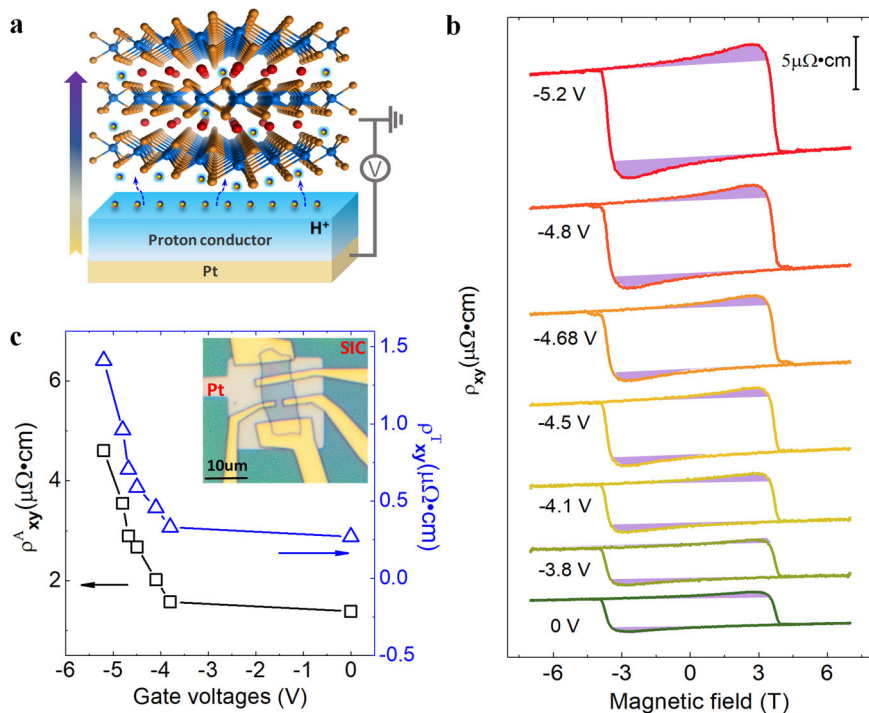 a
V
H⁺
Proton conductor
Pt
b
5μΩ•cm
-5.2 V
-4.8 V
-4.68 V
-4.5 V
-4.1 V
-3.8 V
0 V
ρxy(μΩ•cm)
-6 -3 0 3 6
Magnetic field (T)
c
SIC
Pt
10um
6
4
2
ρᴬxy(μΩ•cm)
1.5
1.0
0.5
0.0
-0.5
ρᵀxy(μΩ•cm)
-6 -5 -4 -3 -2 -1 0
Gate voltages (V)